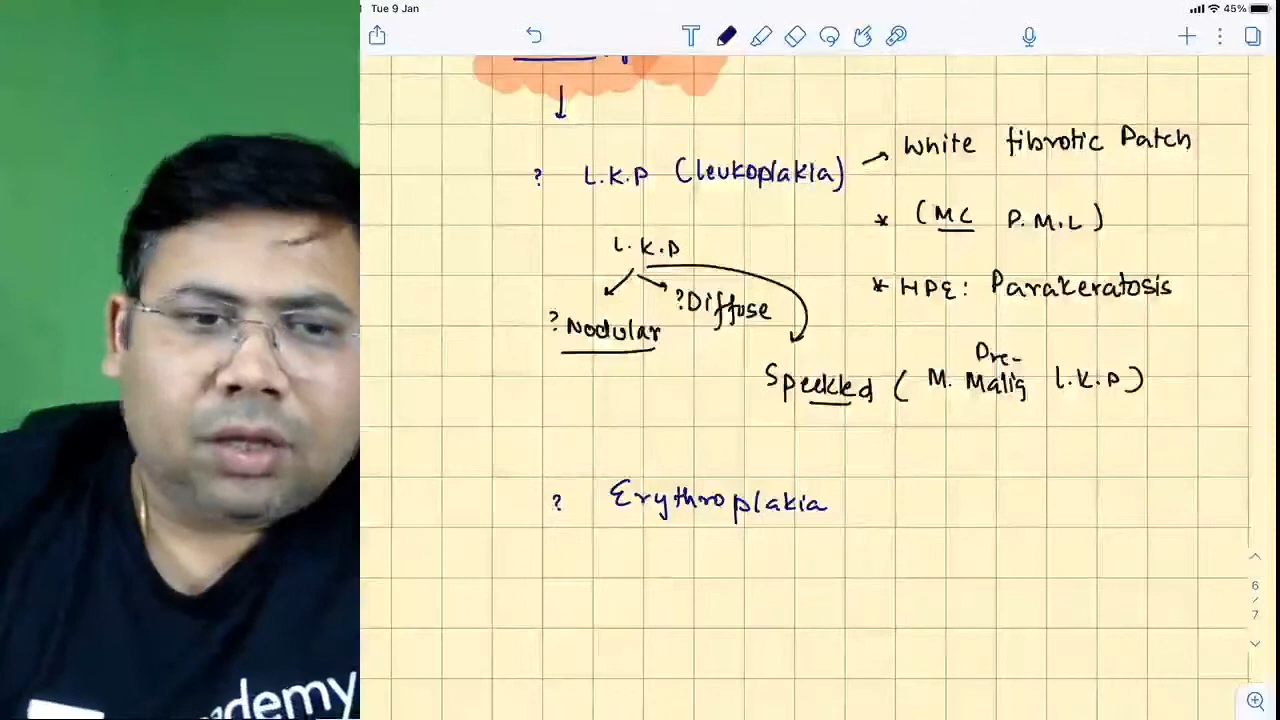 Tue 9 Jan
45%
T
? L.K.P (leukoplakia) → White fibrotic Patch
* (MC P.M.L)
L.K.P
* HPE: Parakeratosis
? Nodular
? Diffuse
Speckled ( M. Pre-Malig L.K.P )
? Erythroplakia
6
/
7
demy